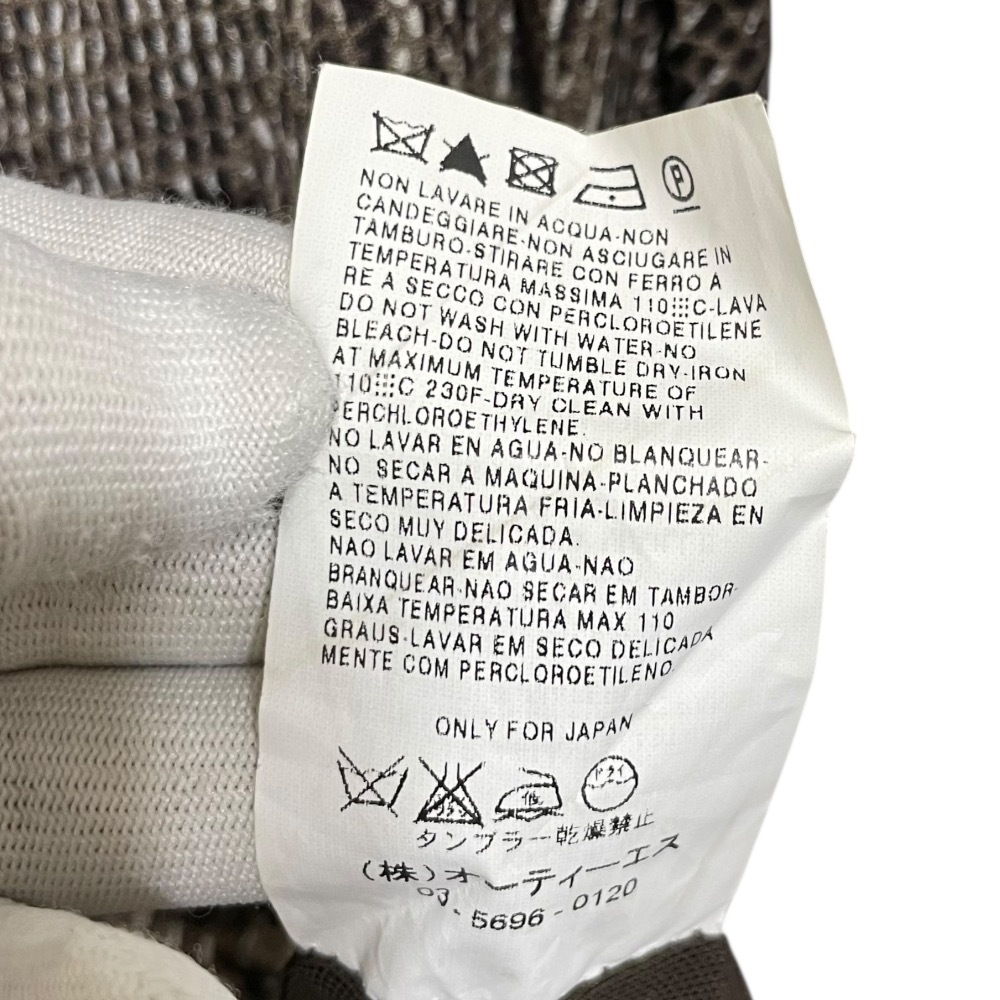 P
NON LAVARE IN ACQUA-NON
CANDEGGIARE-NON ASCIUGARE IN
TAMBURO-STIRARE CON FERRO A
TEMPERATURA MASSIMA 110⁝⁝⁝C-LAVA
RE A SECCO CON PERCLOROETILENE
DO NOT WASH WITH WATER-NO
BLEACH-DO NOT TUMBLE DRY-IRON
AT MAXIMUM TEMPERATURE OF
110⁝⁝⁝C 230F-DRY CLEAN WITH
PERCHLOROETHYLENE.
NO LAVAR EN AGUA-NO BLANQUEAR-
NO SECAR A MAQUINA-PLANCHADO
A TEMPERATURA FRIA-LIMPIEZA EN
SECO MUY DELICADA.
NAO LAVAR EM AGUA-NAO
BRANQUEAR-NAO SECAR EM TAMBOR-
BAIXA TEMPERATURA MAX 110
GRAUS-LAVAR EM SECO DELICADA
MENTE COM PERCLOROETILENO.
ONLY FOR JAPAN
低 ドライ
タンブラー乾燥禁止
(株)オーティーエス
03-5696-0120